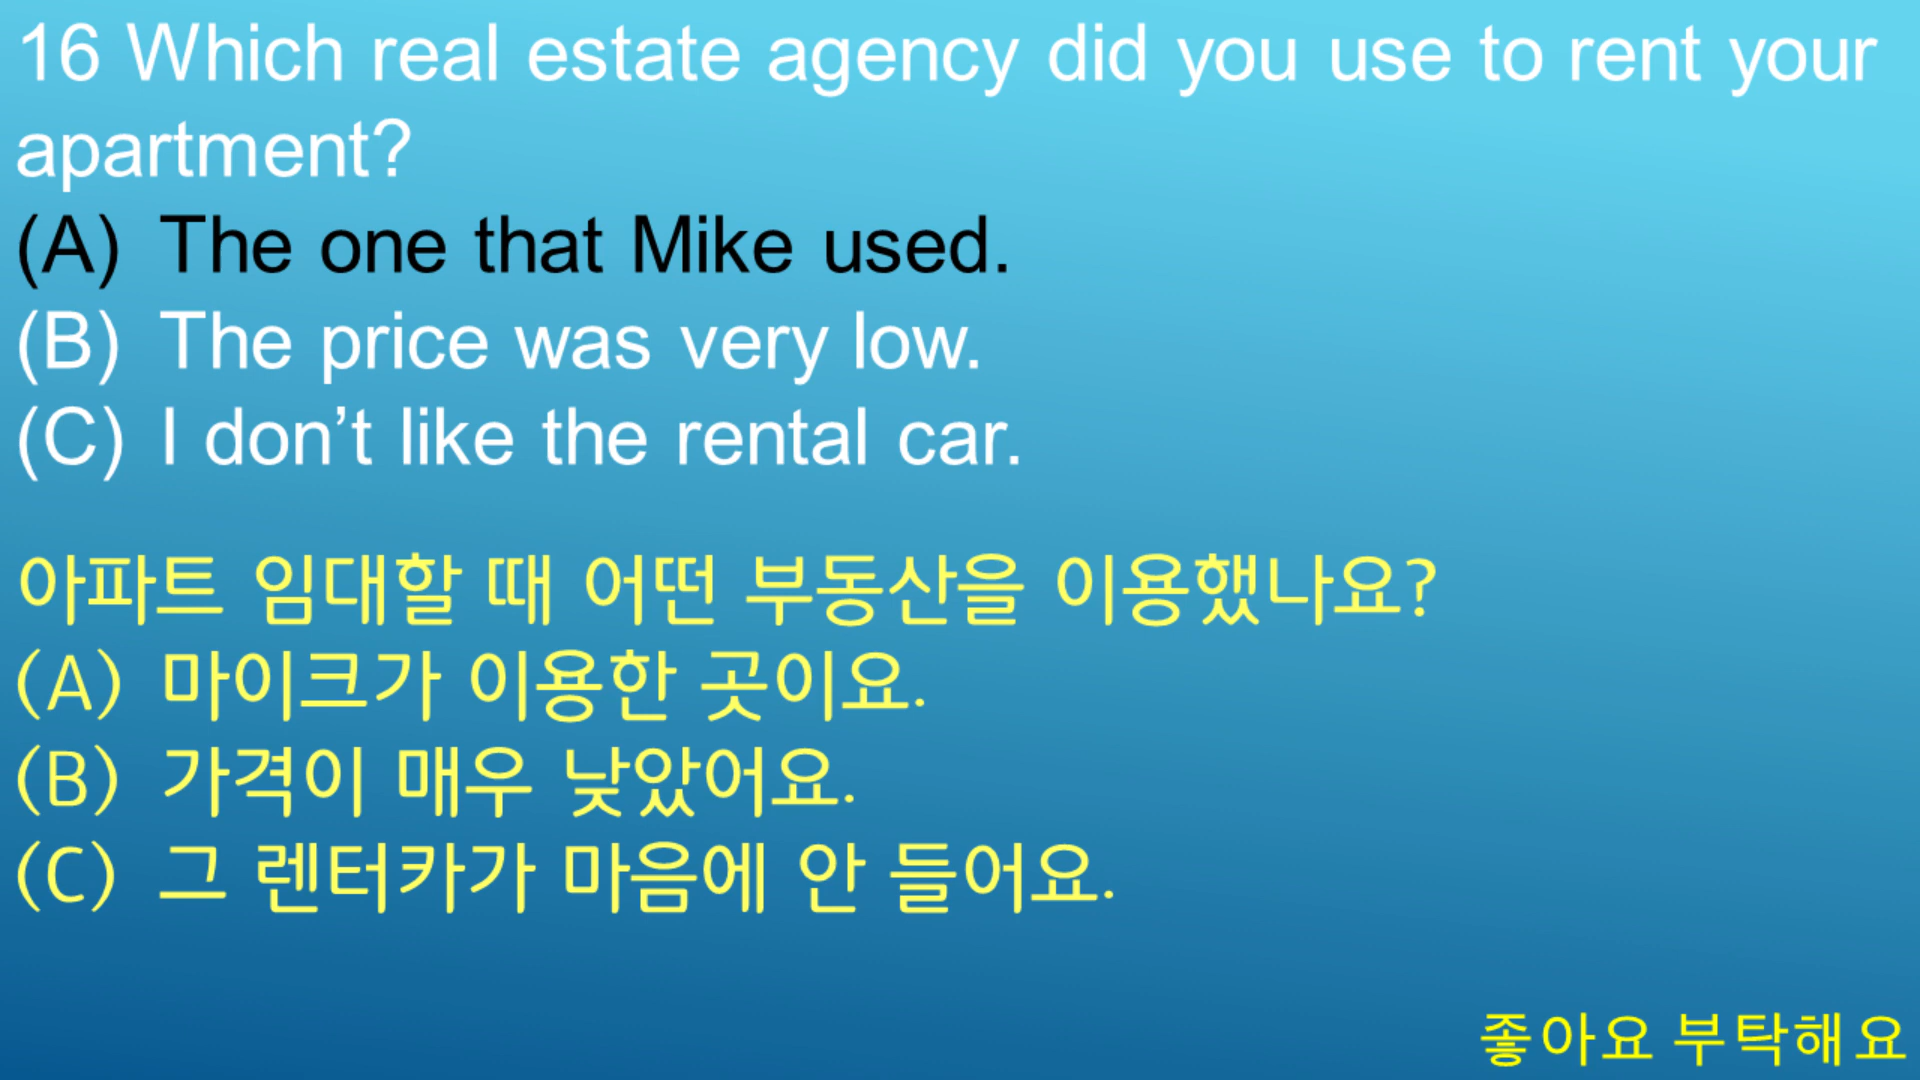 16 Which real estate agency did you use to rent your
apartment?
(A) The one that Mike used.
(B) The price was very low.
(C) I don’t like the rental car.
아파트 임대할 때 어떤 부동산을 이용했나요?
(A) 마이크가 이용한 곳이요.
(B) 가격이 매우 낮았어요.
(C) 그 렌터카가 마음에 안 들어요.
좋아요 부탁해요